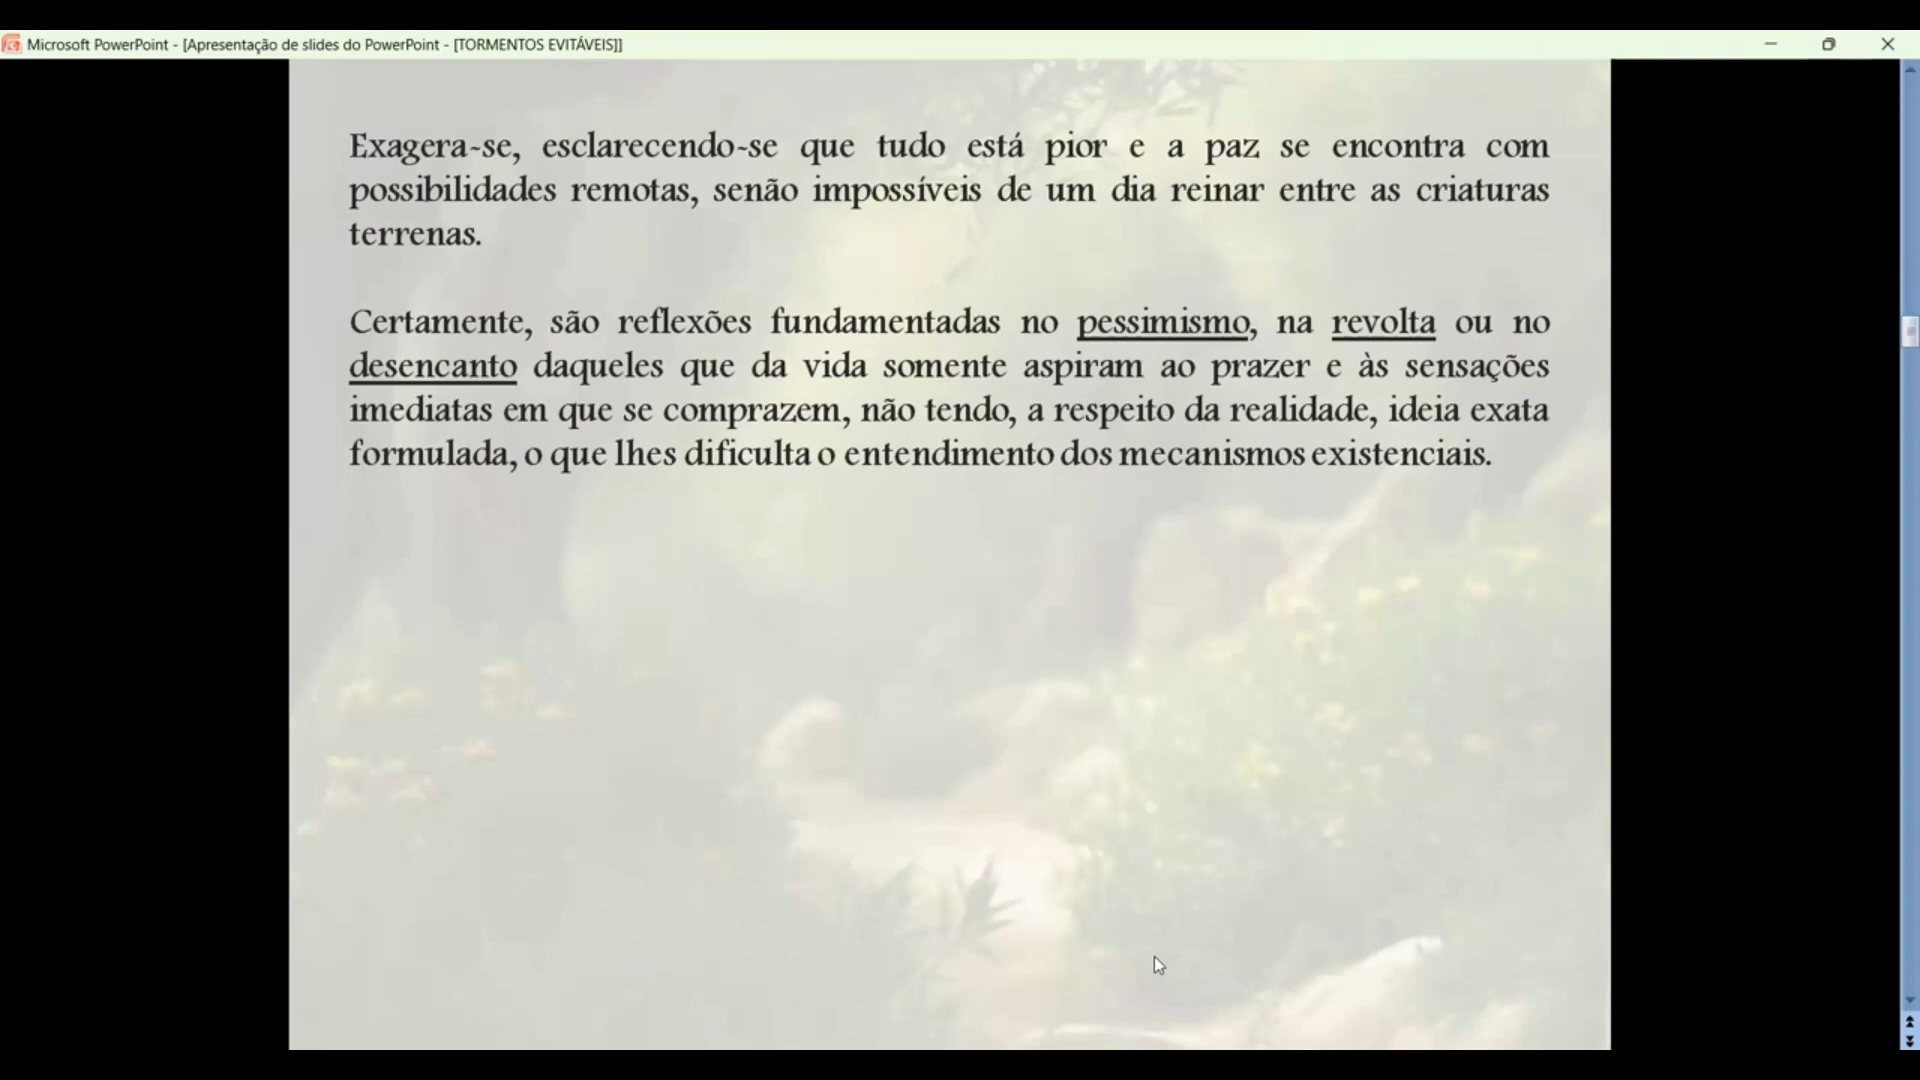 Microsoft PowerPoint - [Apresentação de slides do PowerPoint - [TORMENTOS EVITÁVEIS]]
Exagera-se, esclarecendo-se que tudo está pior e a paz se encontra com
possibilidades remotas, senão impossíveis de um dia reinar entre as criaturas
terrenas.
Certamente, são reflexões fundamentadas no pessimismo, na revolta ou no
desencanto daqueles que da vida somente aspiram ao prazer e às sensações
imediatas em que se comprazem, não tendo, a respeito da realidade, ideia exata
formulada, o que lhes dificulta o entendimento dos mecanismos existenciais.